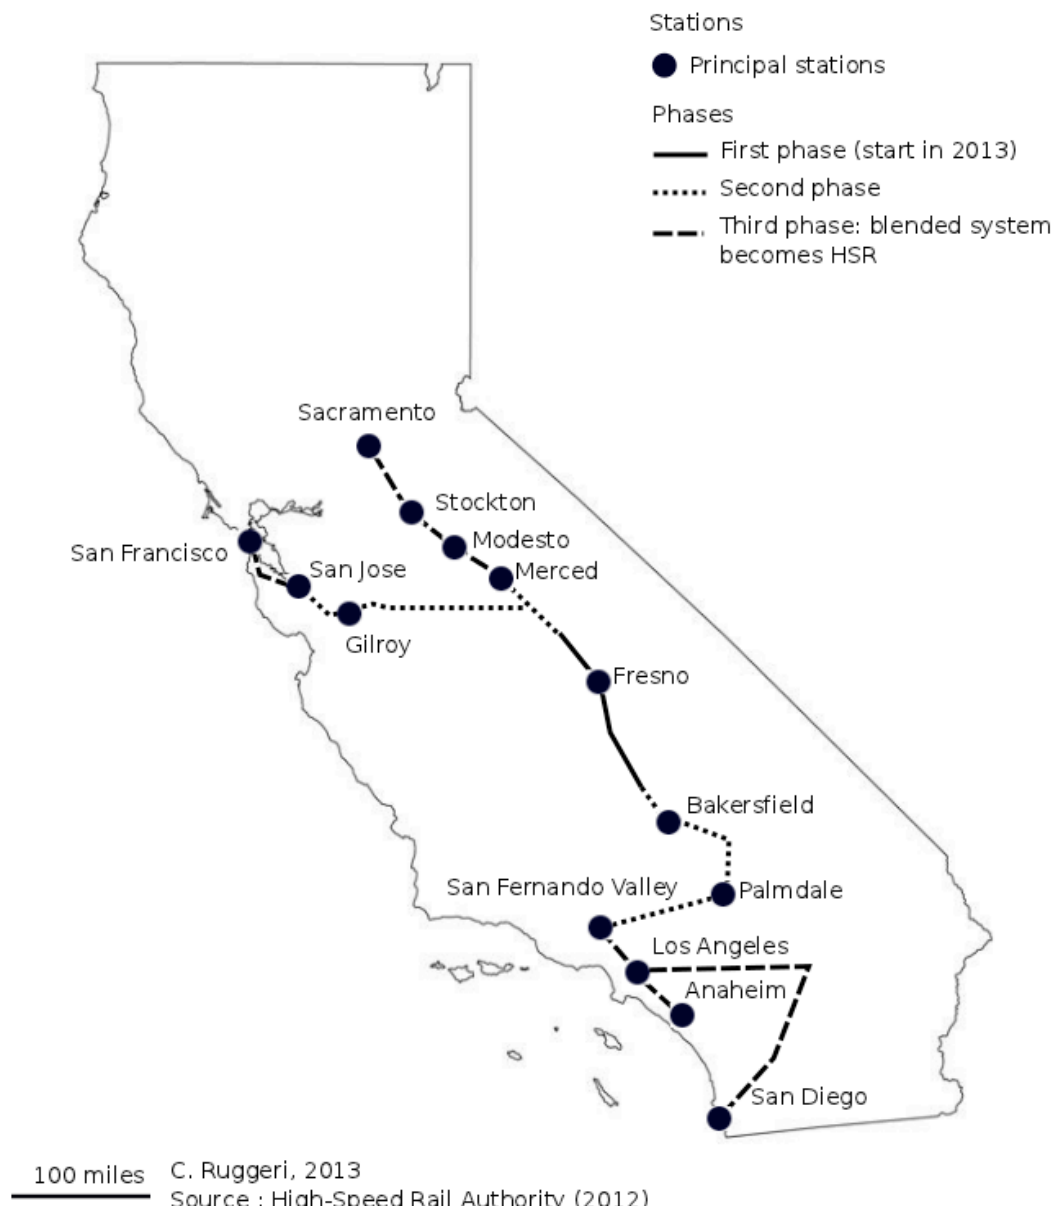 Stations
Principal stations
Phases
First phase (start in 2013)
Second phase
Third phase: blended system
becomes HSR
Sacramento
Stockton
Modesto
San Francisco
San Jose
Merced
Gilroy
Fresno
Bakersfield
San Fernando Valley
Palmdale
Los Angeles
Anaheim
San Diego
100 miles
C. Ruggeri, 2013
Source : High-Speed Rail Authority (2012)